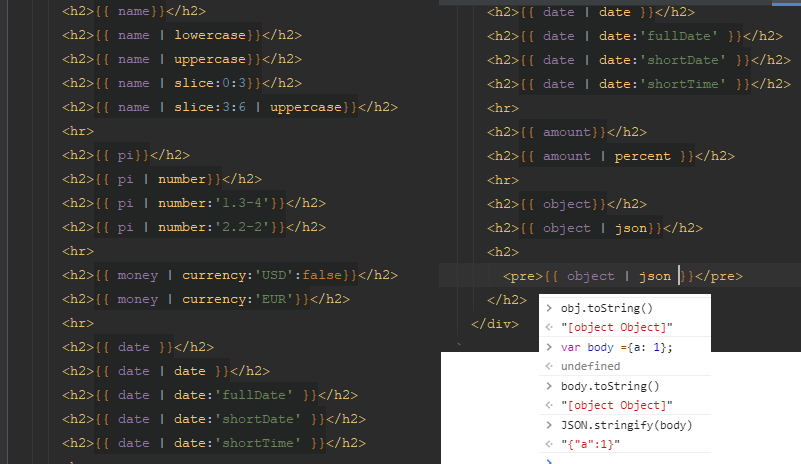 <h2>{{ name}}</h2>
<h2>{{ name | lowercase}}</h2>
<h2>{{ name | uppercase}}</h2>
<h2>{{ name | slice:0:3}}</h2>
<h2>{{ name | slice:3:6 | uppercase}}</h2>
<hr>
<h2>{{ pi}}</h2>
<h2>{{ pi | number}}</h2>
<h2>{{ pi | number:'1.3-4'}}</h2>
<h2>{{ pi | number:'2.2-2'}}</h2>
<hr>
<h2>{{ money | currency:'USD':false}}</h2>
<h2>{{ money | currency:'EUR'}}</h2>
<hr>
<h2>{{ date }}</h2>
<h2>{{ date | date }}</h2>
<h2>{{ date | date:'fullDate' }}</h2>
<h2>{{ date | date:'shortDate' }}</h2>
<h2>{{ date | date:'shortTime' }}</h2>
<h2>{{ date | date }}</h2>
<h2>{{ date | date:'fullDate' }}</h2>
<h2>{{ date | date:'shortDate' }}</h2>
<h2>{{ date | date:'shortTime' }}</h2>
<hr>
<h2>{{ amount}}</h2>
<h2>{{ amount | percent }}</h2>
<hr>
<h2>{{ object}}</h2>
<h2>{{ object | json}}</h2>
<h2>
<pre>{{ object | json }}</pre>
</h2>
</div>
`
> obj.toString()
<· "[object Object]"
> var body ={a: 1};
<· undefined
> body.toString()
<· "[object Object]"
> JSON.stringify(body)
<· "{"a":1}"
>